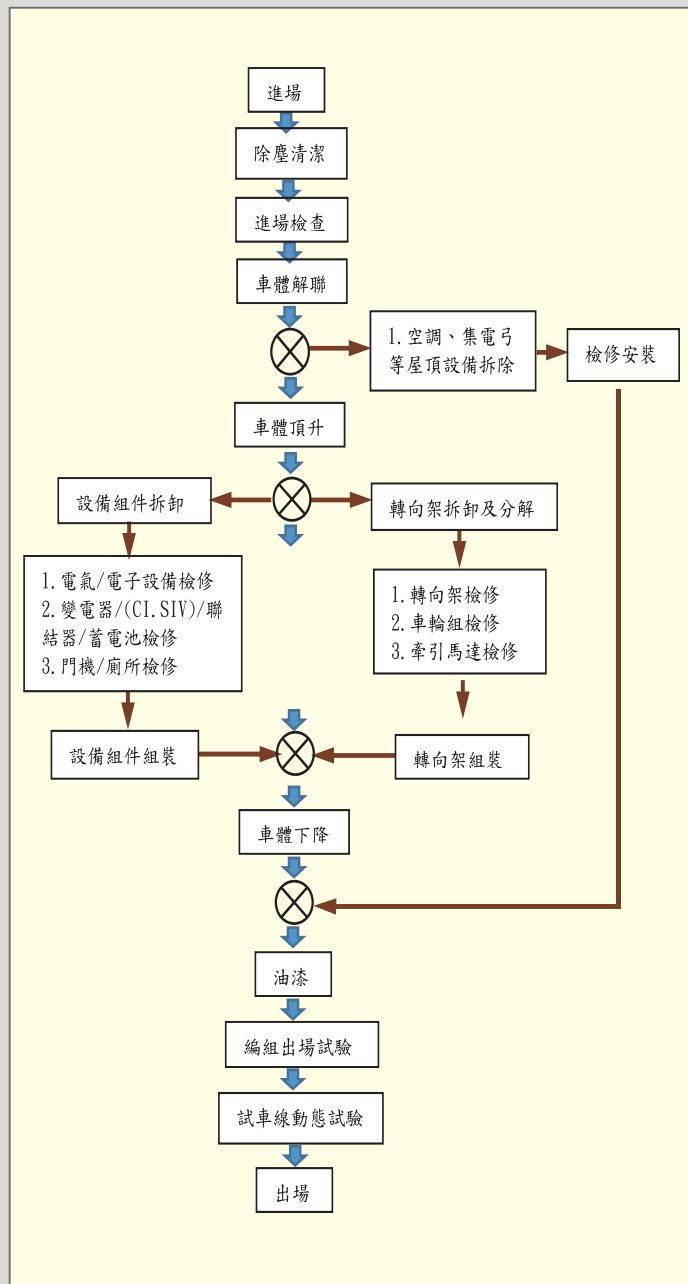 進場
除塵清潔
進場檢查
車體解聯
1.空調、集電弓
等屋頂設備拆除
檢修安裝
車體頂升
設備組件拆卸
轉向架拆卸及分解
1.電氣/電子設備檢修
2.變電器/(CI.SIV)/聯
結器/蓄電池檢修
3.門機/廁所檢修
1.轉向架檢修
2.車輪組檢修
3.牽引馬達檢修
設備組件組裝
轉向架組裝
車體下降
油漆
編組出場試驗
試車線動態試驗
出場